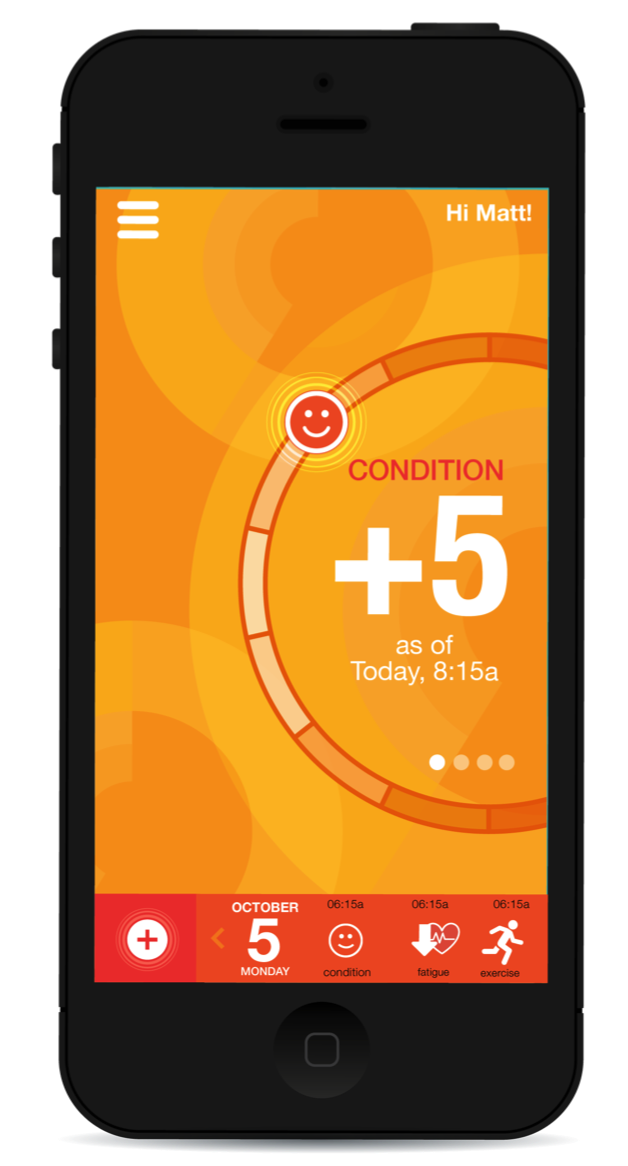 Hi Matt!
CONDITION
+5
as of
Today, 8:15a
OCTOBER
5
MONDAY
06:15a
condition
06:15a
fatigue
06:15a
exercise